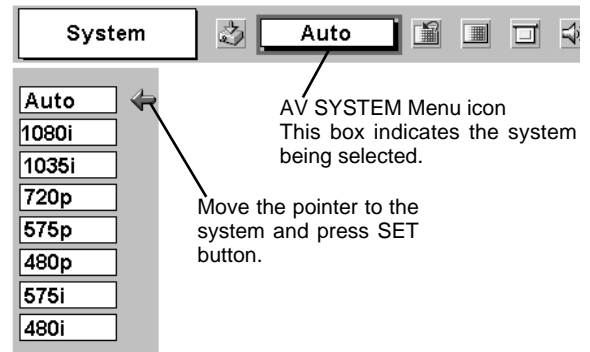 System
Auto
Auto
1080i
1035i
720p
575p
480p
575i
480i
AV SYSTEM Menu icon
This box indicates the system
being selected.
Move the pointer to the
system and press SET
button.